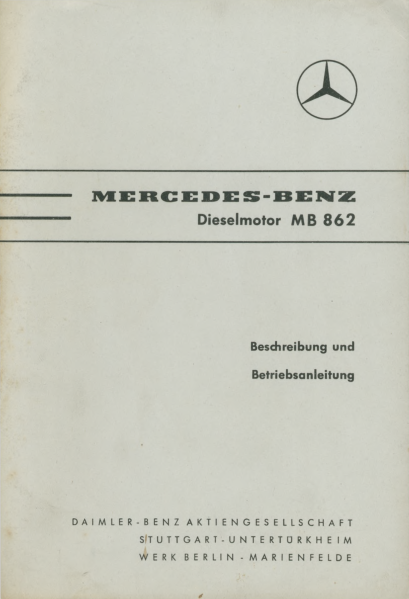 MERCEDES-BENZ
Dieselmotor MB 862
Beschreibung und
Betriebsanleitung
DAIMLER-BENZ AKTIENGESELLSCHAFT
STUTTGART-UNTERTÜRKHEIM
WERK BERLIN-MARIENFELDE